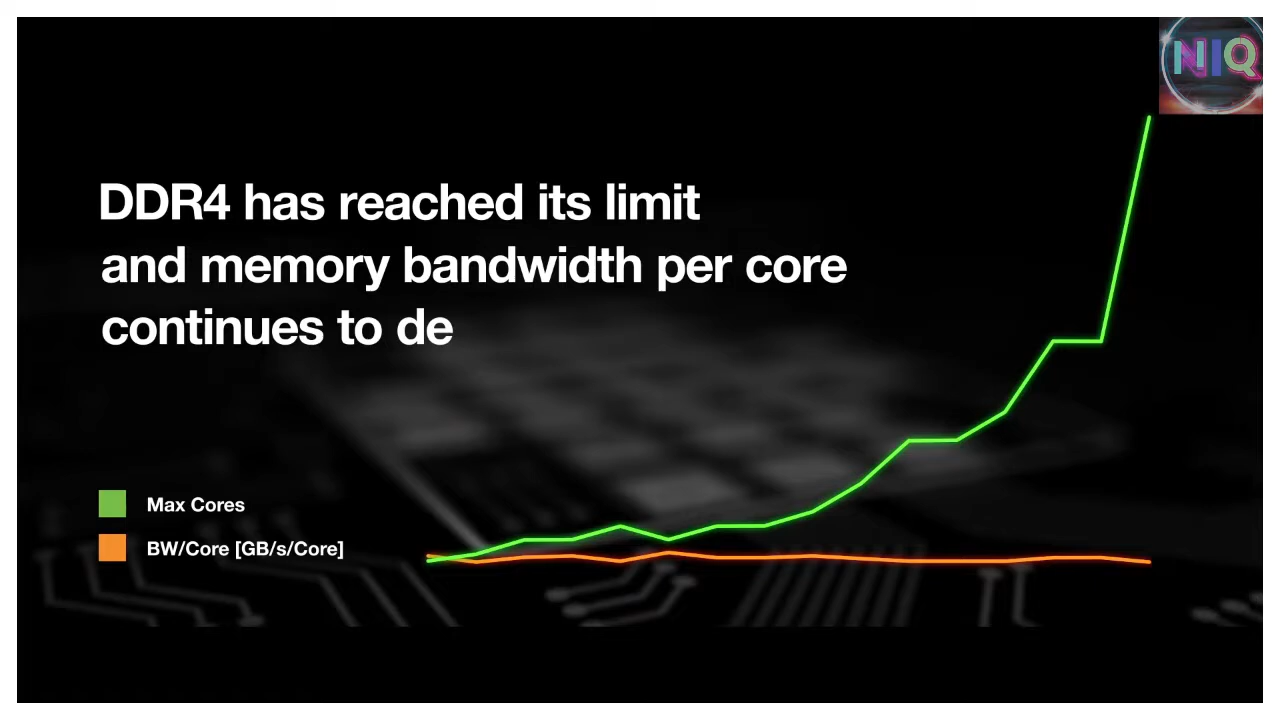 NIQ
DDR4 has reached its limit
and memory bandwidth per core
continues to de
Max Cores
BW/Core [GB/s/Core]